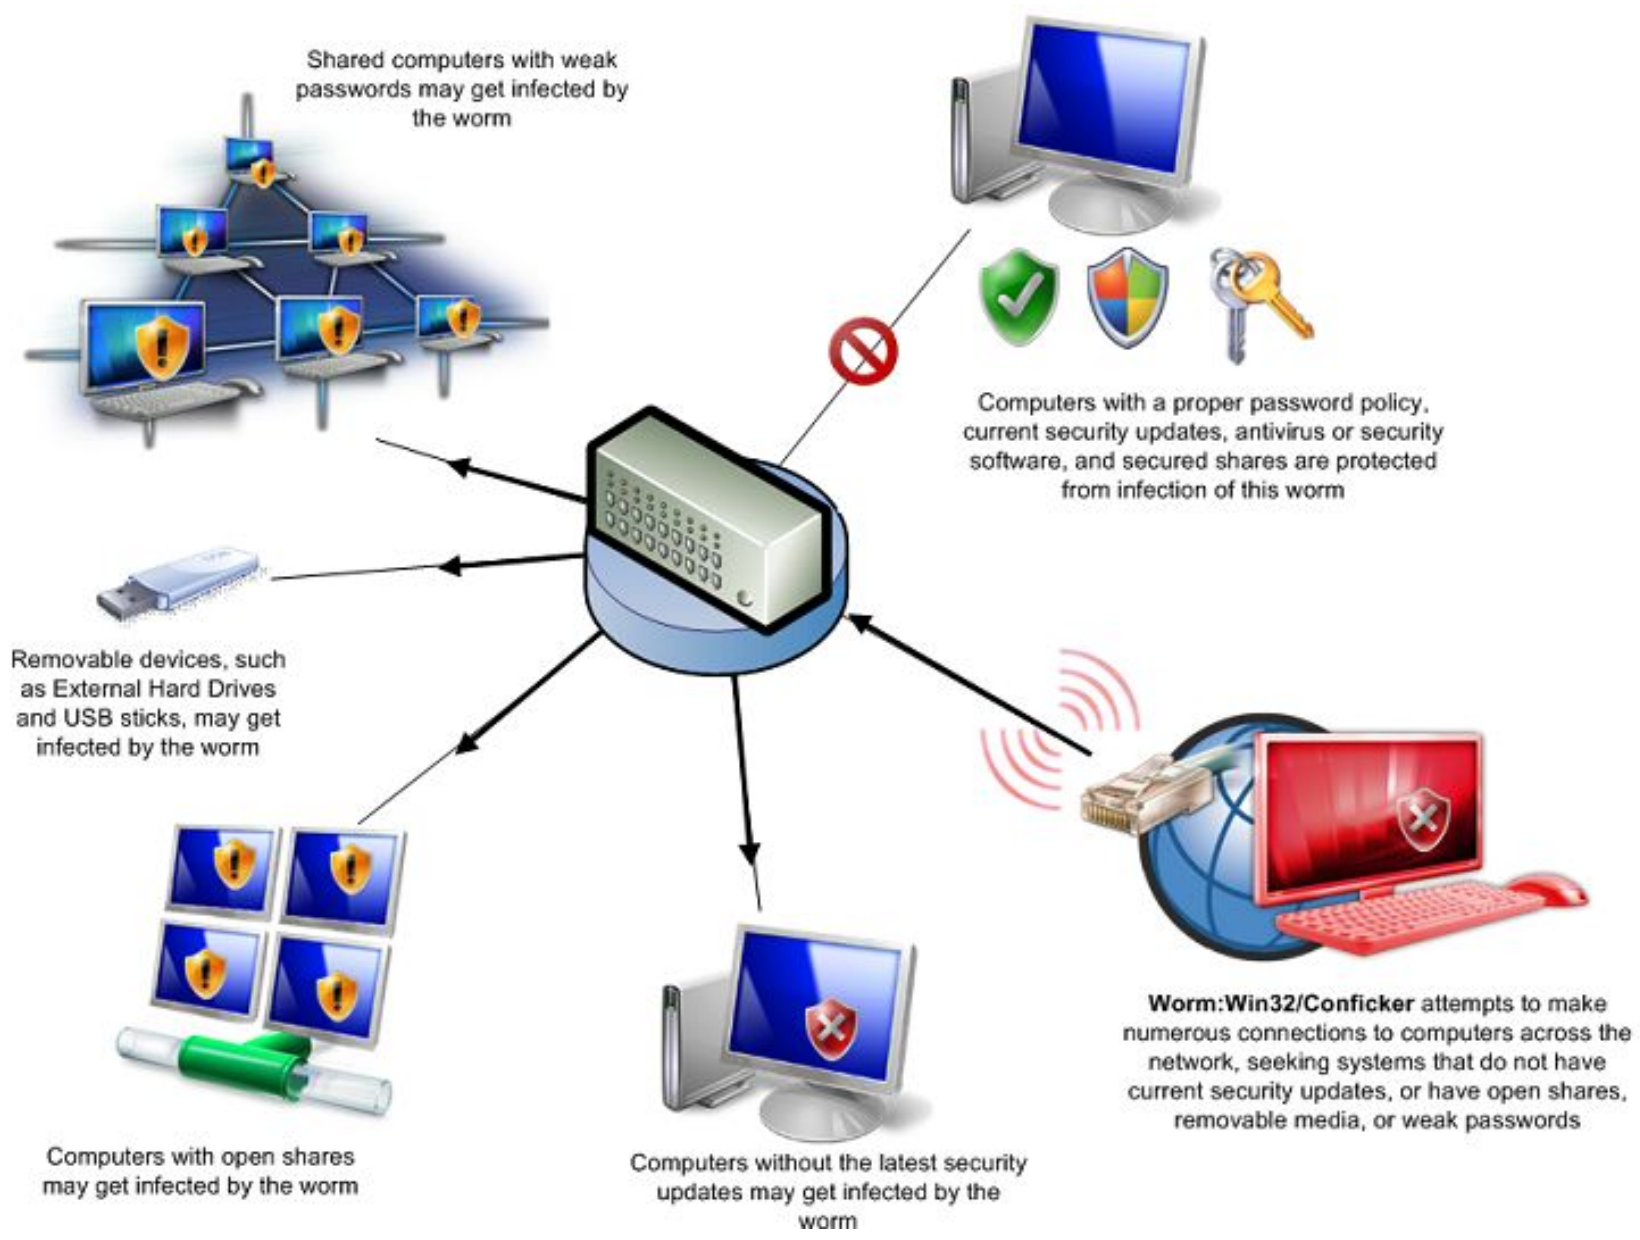 Shared computers with weak
passwords may get infected by
the worm
Computers with a proper password policy,
current security updates, antivirus or security
software, and secured shares are protected
from infection of this worm
Removable devices, such
as External Hard Drives
and USB sticks, may get
infected by the worm
Worm:Win32/Conficker attempts to make
numerous connections to computers across the
network, seeking systems that do not have
current security updates, or have open shares,
removable media, or weak passwords
Computers with open shares
may get infected by the worm
Computers without the latest security
updates may get infected by the
worm